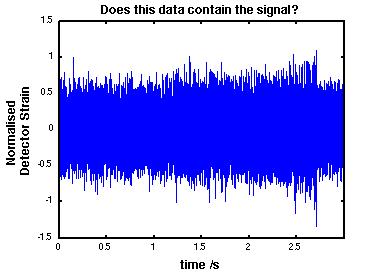 Does this data contain the signal?
1.5
1
0.5
0
-0.5
-1
-1.5
Normalised
Detector Strain
0 0.5 1 1.5 2 2.5
time /s